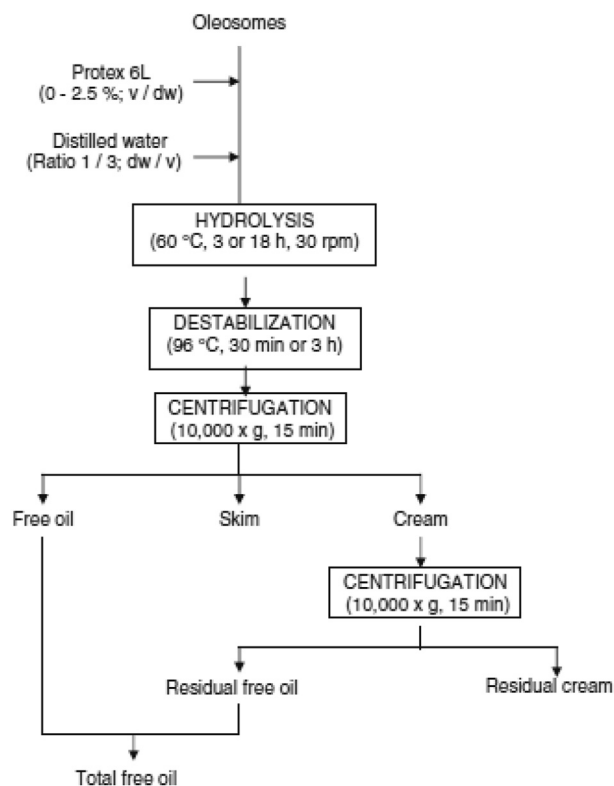 Oleosomes
Protex 6L
(0 - 2.5 %; v / dw)
Distilled water
(Ratio 1 / 3; dw / v)
HYDROLYSIS
(60 °C, 3 or 18 h, 30 rpm)
DESTABILIZATION
(96 °C, 30 min or 3 h)
CENTRIFUGATION
(10,000 x g, 15 min)
Free oil
Skim
Cream
CENTRIFUGATION
(10,000 x g, 15 min)
Residual free oil
Residual cream
Total free oil